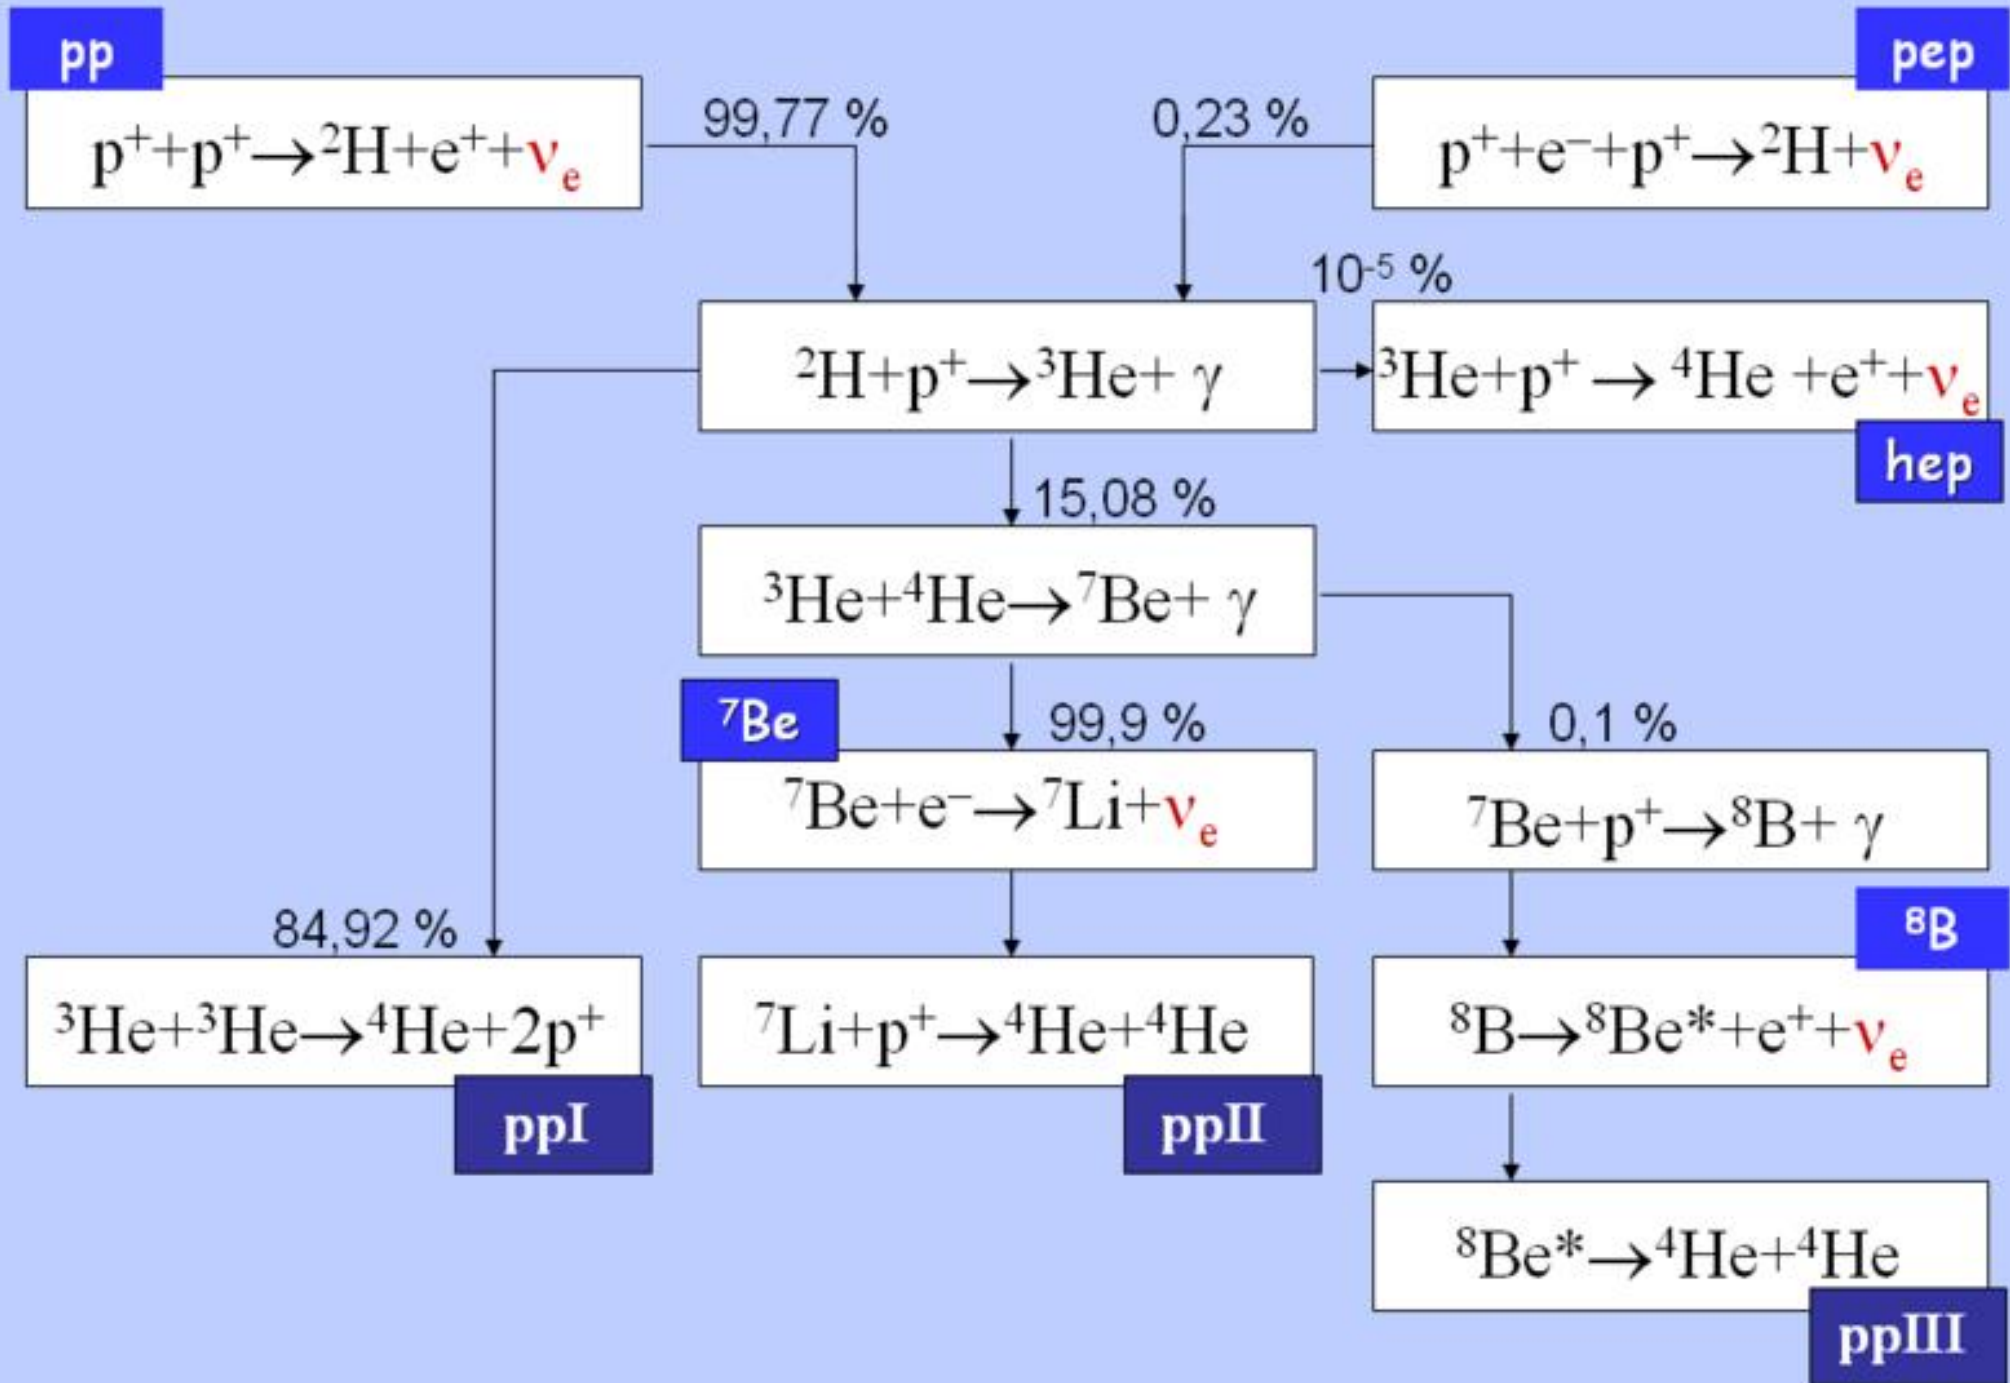 pp
pep
p⁺+p⁺→²H+e⁺+νₑ
99,77 %
0,23 %
p⁺+e⁻+p⁺→²H+νₑ
10⁻⁵ %
²H+p⁺→³He+ γ
³He+p⁺ → ⁴He +e⁺+νₑ
hep
15,08 %
³He+⁴He→⁷Be+ γ
⁷Be
99,9 %
0,1 %
⁷Be+e⁻→⁷Li+νₑ
⁷Be+p⁺→⁸B+ γ
84,92 %
⁸B
³He+³He→⁴He+2p⁺
⁷Li+p⁺→⁴He+⁴He
⁸B→⁸Be*+e⁺+νₑ
ppI
ppII
⁸Be*→⁴He+⁴He
ppIII